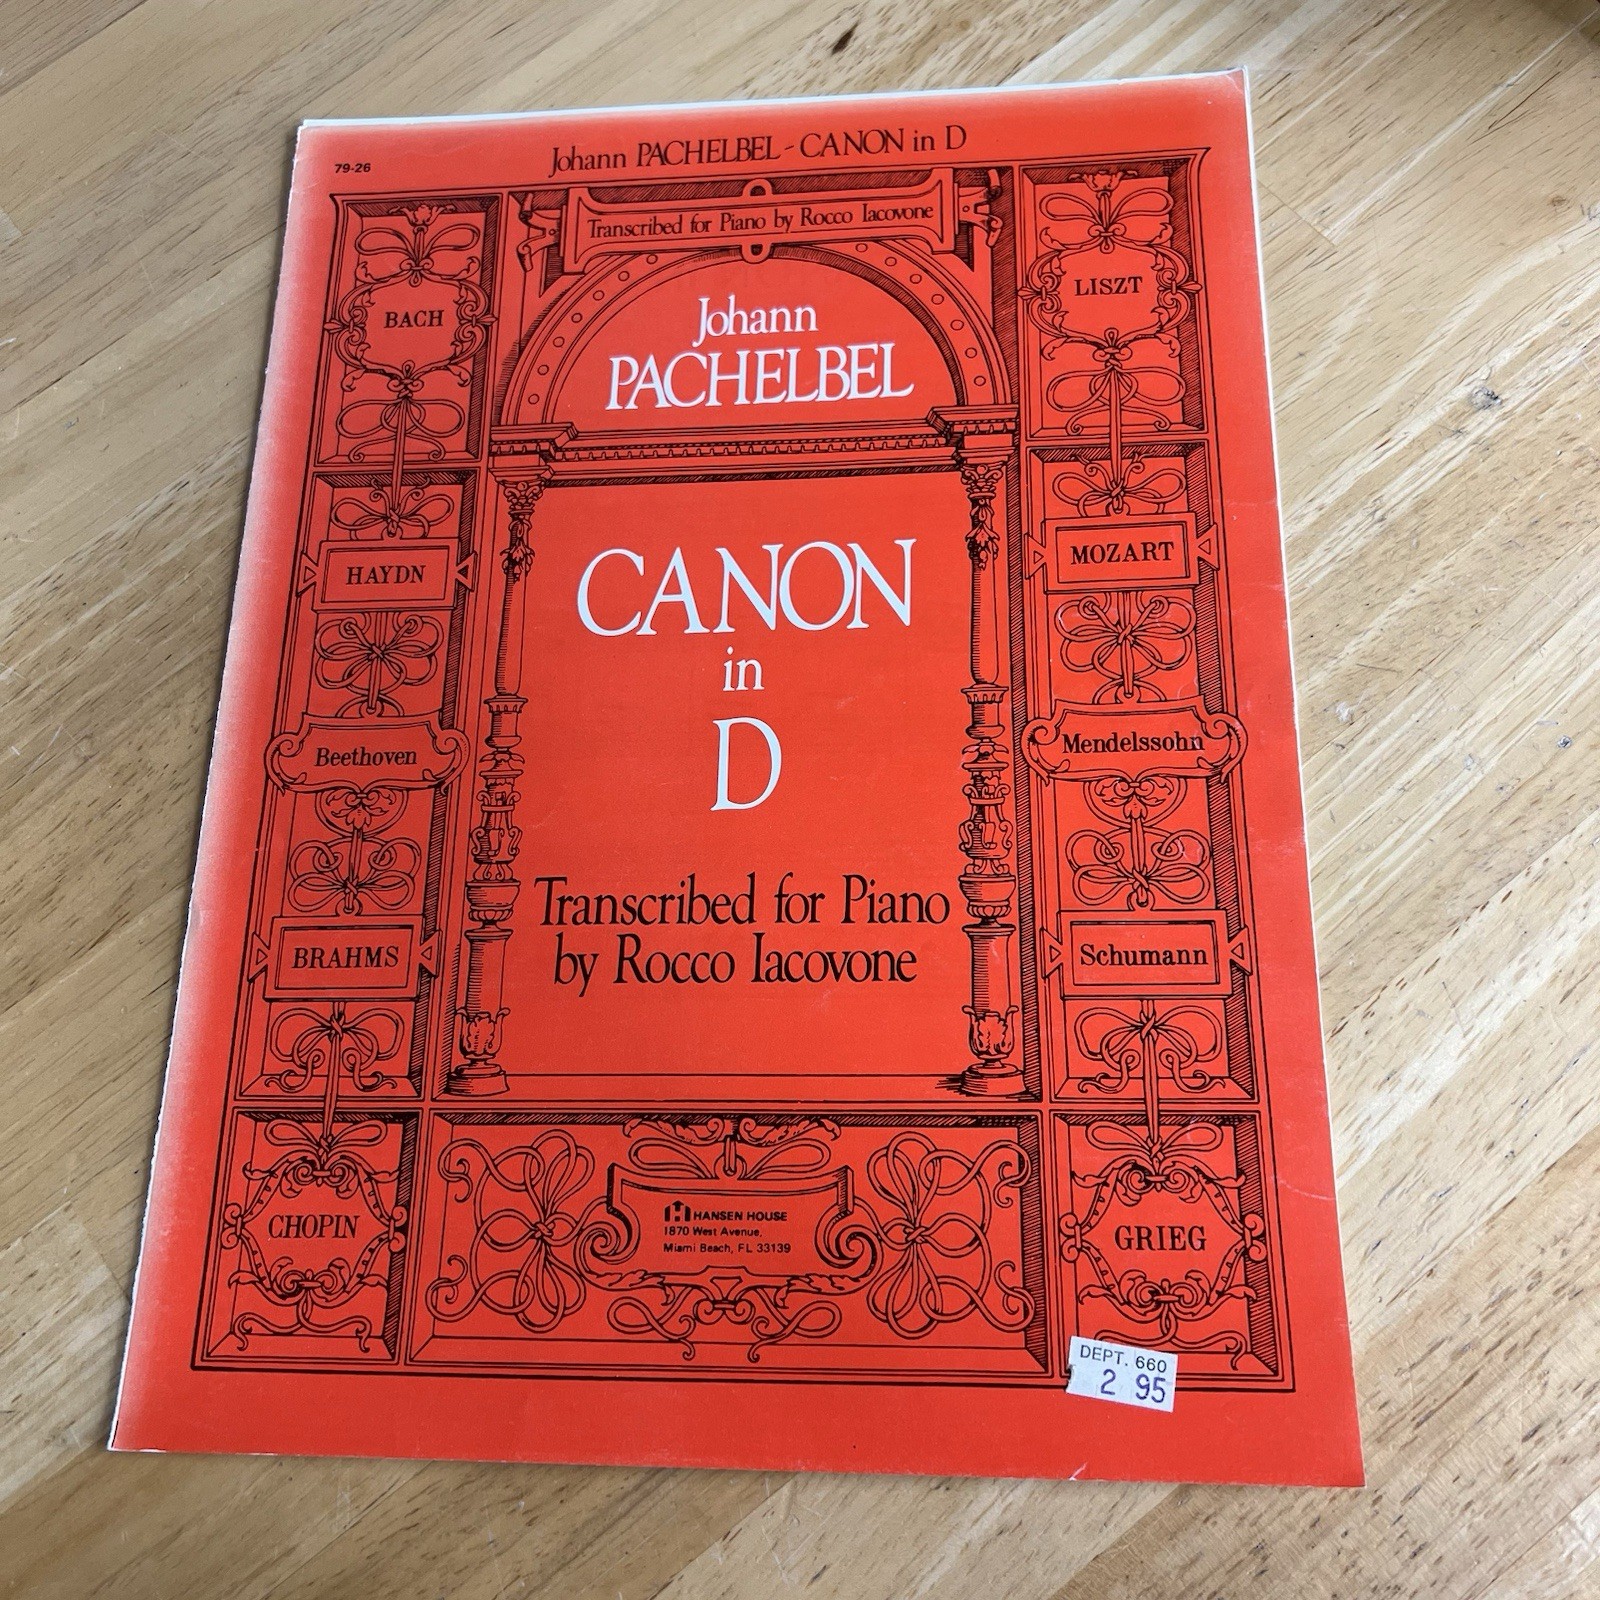 79-26
Johann PACHELBEL - CANON in D
Transcribed for Piano by Rocco Iacovone
BACH
LISZT
Johann
PACHELBEL
HAYDN
MOZART
CANON
in
D
Beethoven
Mendelssohn
Transcribed for Piano
by Rocco Iacovone
BRAHMS
Schumann
CHOPIN
GRIEG
HANSEN HOUSE
1870 West Avenue,
Miami Beach, FL 33139
DEPT. 660
2 95